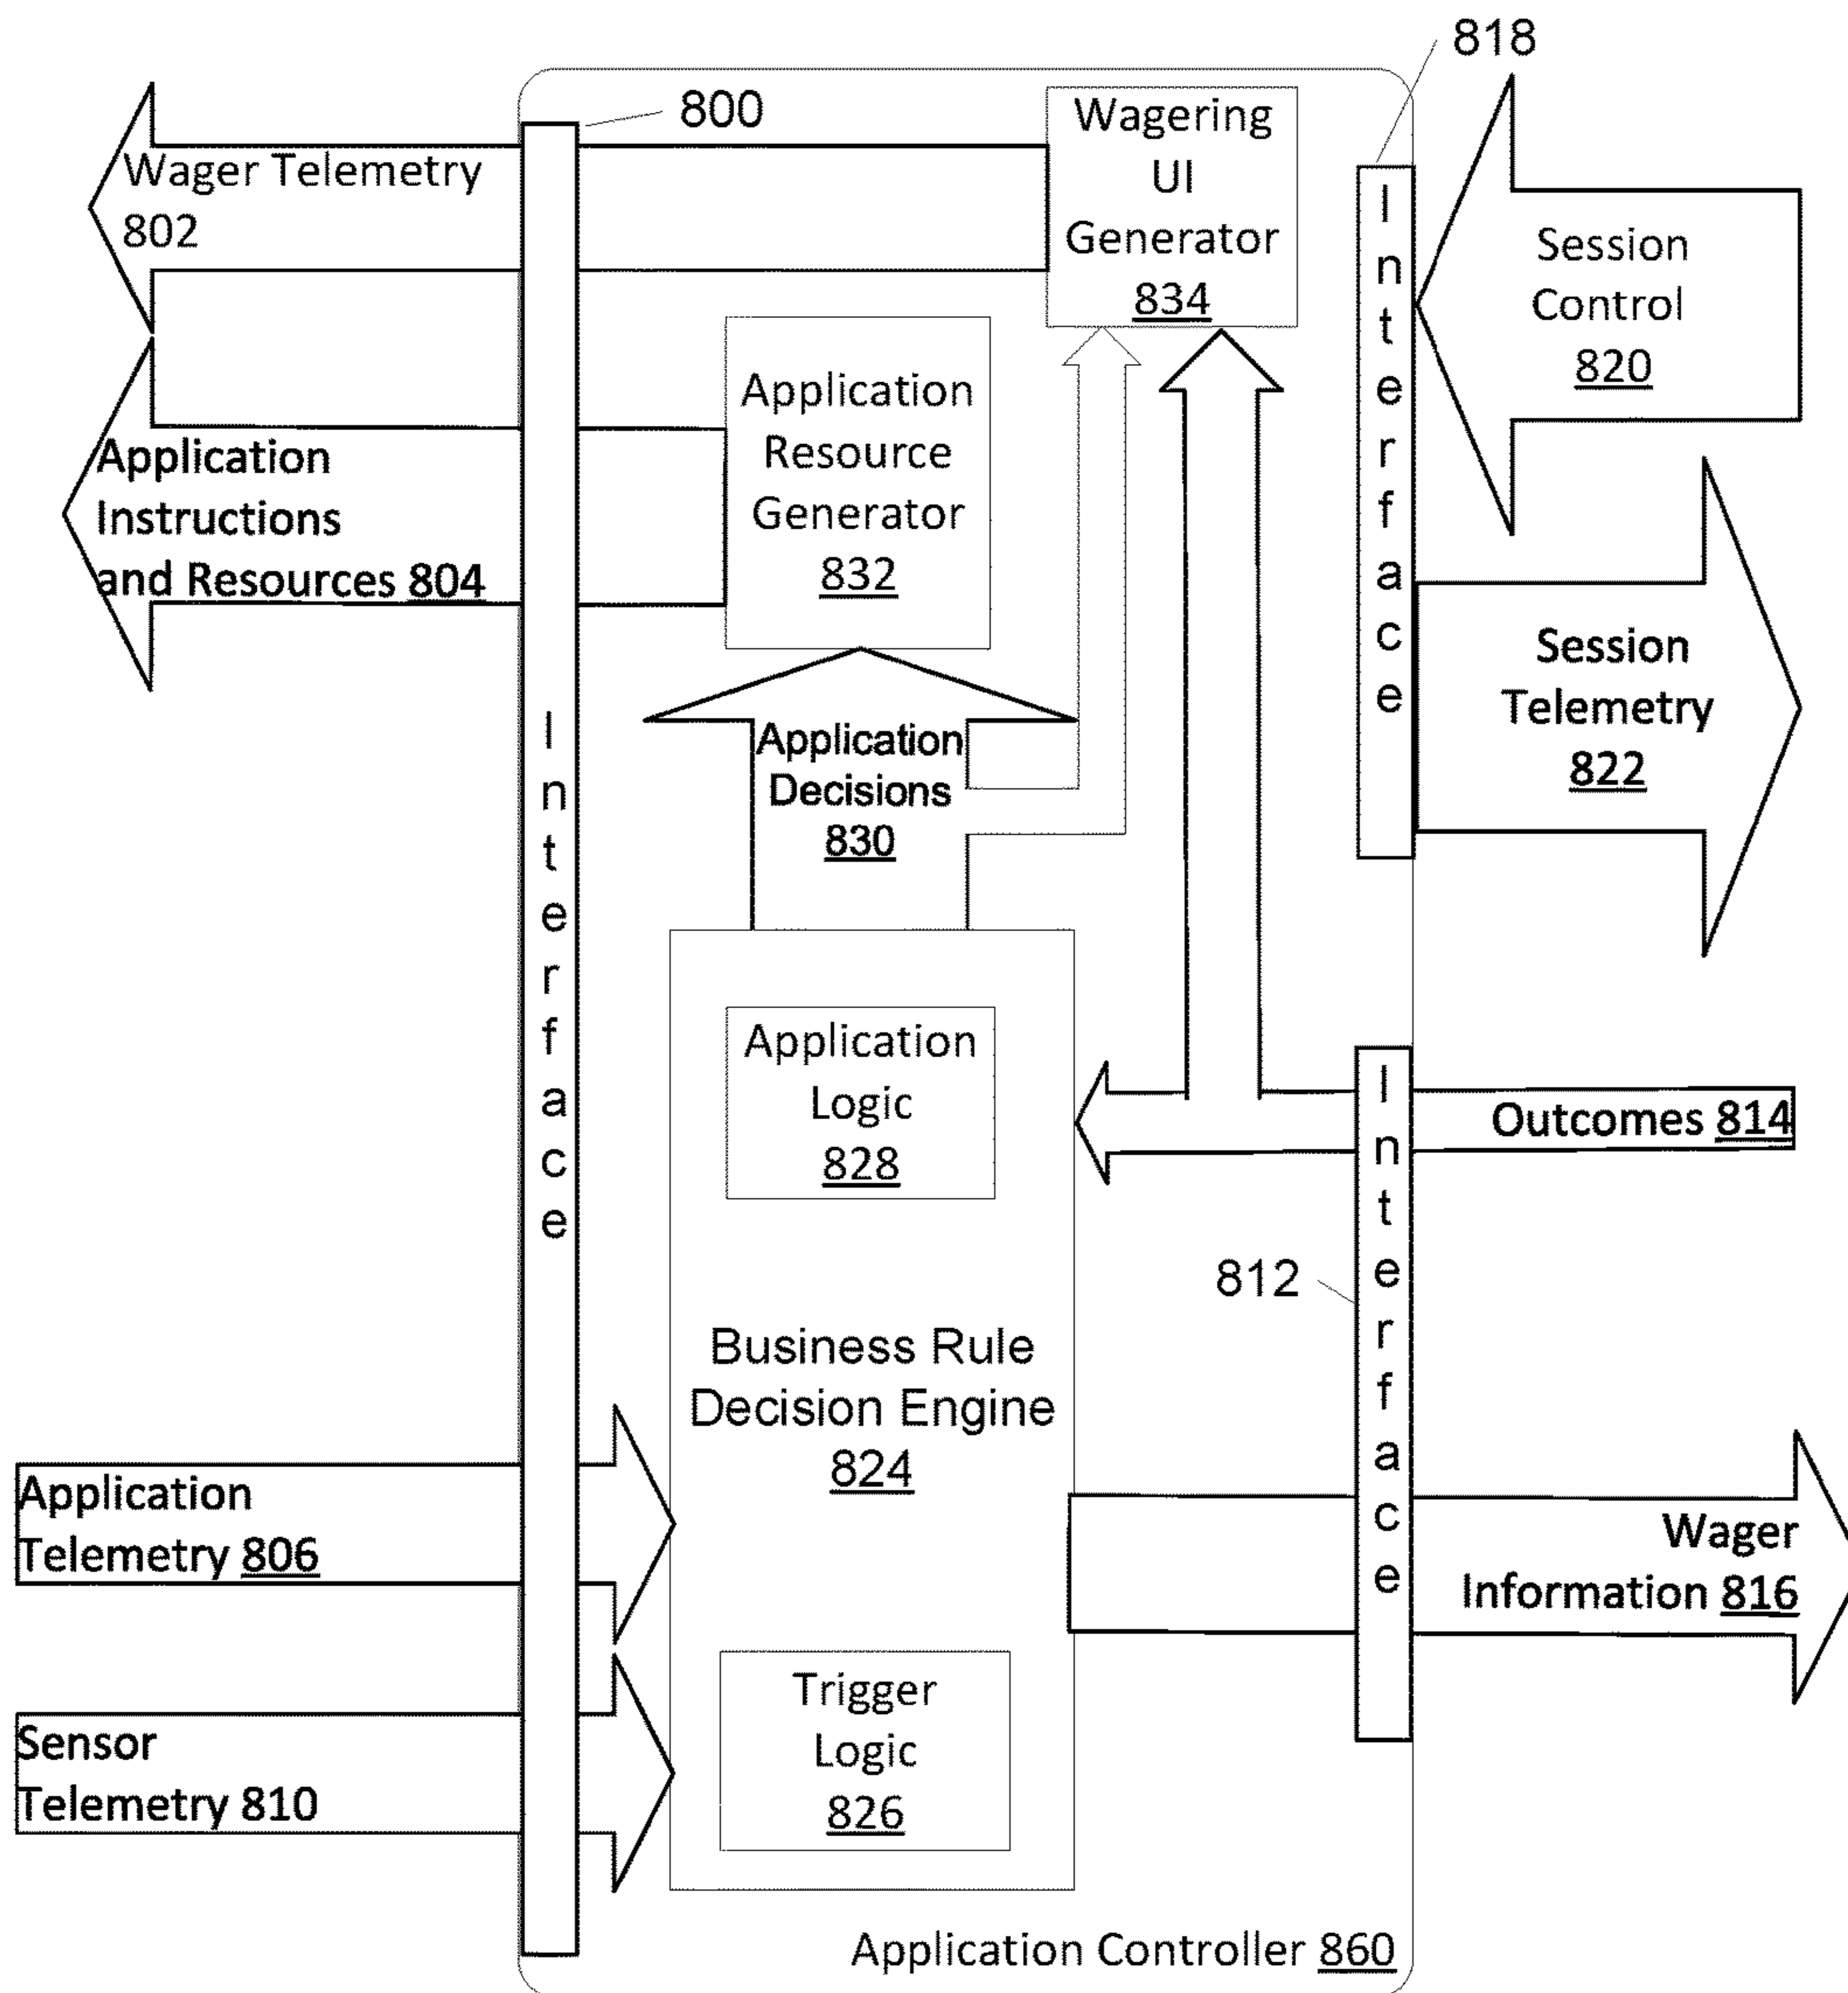 818
800
Wagering
UI
Generator
834
Wager Telemetry
802
Interface
Session
Control
820
Application
Resource
Generator
832
Application
Instructions
and Resources 804
Session
Telemetry
822
Interface
Application
Decisions
830
Application
Logic
828
Interface
Outcomes 814
812
Business Rule
Decision Engine
824
Application
Telemetry 806
Wager
Information 816
Trigger
Logic
826
Sensor
Telemetry 810
Application Controller 860